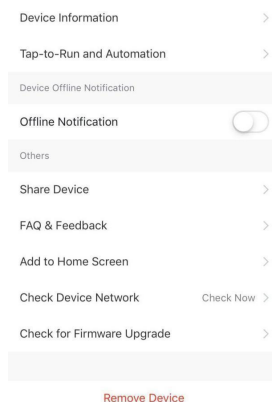 Device Information
Tap-to-Run and Automation
Device Offline Notification
Offline Notification
Others
Share Device
FAQ & Feedback
Add to Home Screen
Check Device Network Check Now
Check for Firmware Upgrade
Remove Device